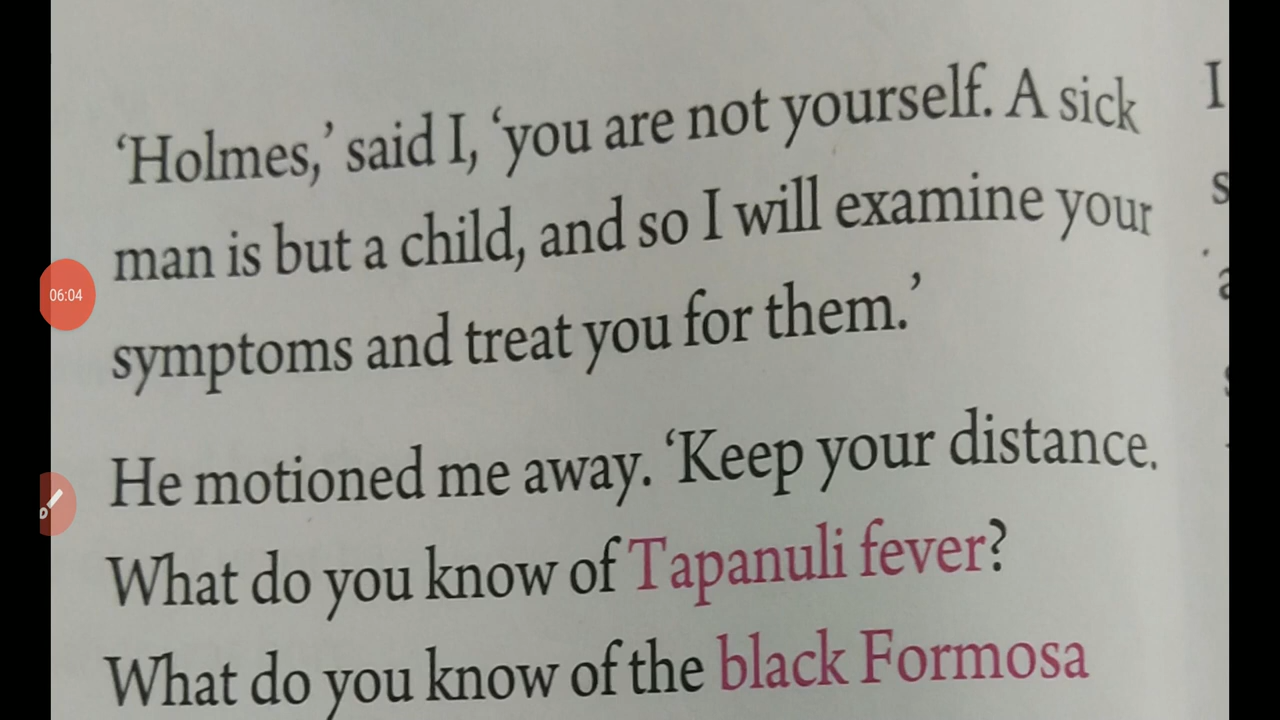 ‘Holmes,’ said I, ‘you are not yourself. A sick
man is but a child, and so I will examine your
symptoms and treat you for them.’
He motioned me away. ‘Keep your distance.
What do you know of Tapanuli fever?
What do you know of the black Formosa
I
s
06:04